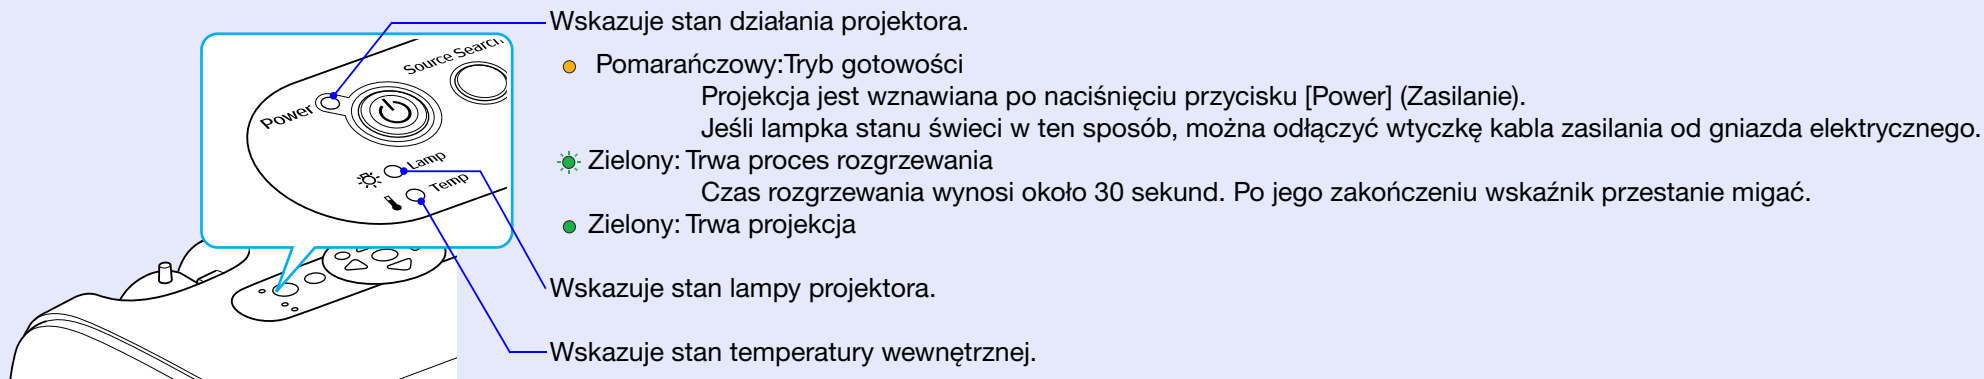 Wskazuje stan działania projektora.
Source Search
Power
Lamp
Temp
Pomarańczowy:Tryb gotowości
Projekcja jest wznawiana po naciśnięciu przycisku [Power] (Zasilanie).
Jeśli lampka stanu świeci w ten sposób, można odłączyć wtyczkę kabla zasilania od gniazda elektrycznego.
Zielony: Trwa proces rozgrzewania
Czas rozgrzewania wynosi około 30 sekund. Po jego zakończeniu wskaźnik przestanie migać.
Zielony: Trwa projekcja
Wskazuje stan lampy projektora.
Wskazuje stan temperatury wewnętrznej.